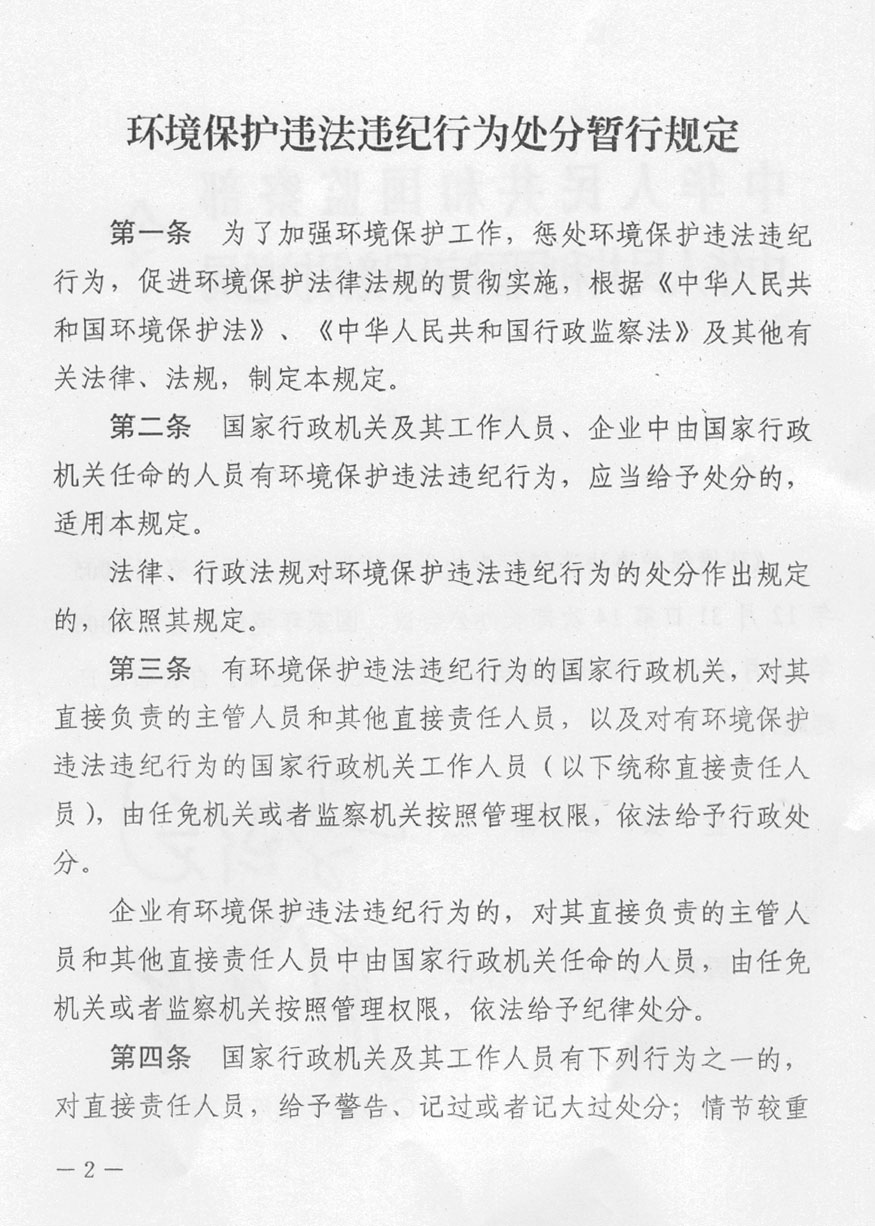 环境保护违法违纪行为处分暂行规定
第一条　为了加强环境保护工作，惩处环境保护违法违纪
行为，促进环境保护法律法规的贯彻实施，根据《中华人民共
和国环境保护法》、《中华人民共和国行政监察法》及其他有
关法律、法规，制定本规定。
第二条　国家行政机关及其工作人员、企业中由国家行政
机关任命的人员有环境保护违法违纪行为，应当给予处分的，
适用本规定。
法律、行政法规对环境保护违法违纪行为的处分作出规定
的，依照其规定。
第三条　有环境保护违法违纪行为的国家行政机关，对其
直接负责的主管人员和其他直接责任人员，以及对有环境保护
违法违纪行为的国家行政机关工作人员（以下统称直接责任人
员），由任免机关或者监察机关按照管理权限，依法给予行政处
分。
企业有环境保护违法违纪行为的，对其直接负责的主管人
员和其他直接责任人员中由国家行政机关任命的人员，由任免
机关或者监察机关按照管理权限，依法给予纪律处分。
第四条　国家行政机关及其工作人员有下列行为之一的，
对直接责任人员，给予警告、记过或者记大过处分；情节较重
— 2 —